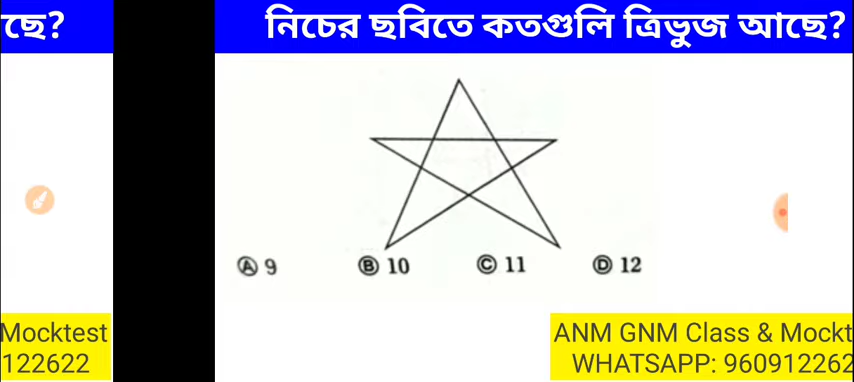 ছে?
নিচের ছবিতে কতগুলি ত্রিভুজ আছে?
Ⓐ 9 Ⓑ 10 Ⓒ 11 Ⓓ 12
Mocktest
122622
ANM GNM Class & Mockt
WHATSAPP: 960912262